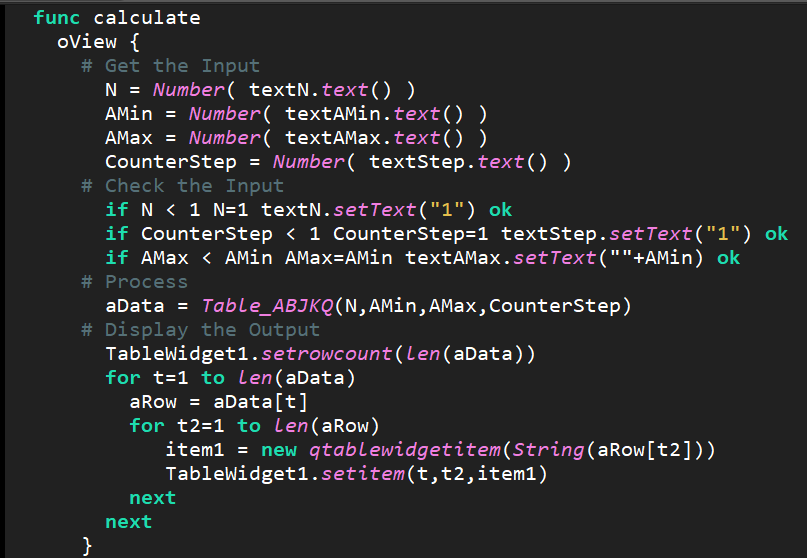 func calculate
oView {
# Get the Input
N = Number( textN.text() )
AMin = Number( textAMin.text() )
AMax = Number( textAMax.text() )
CounterStep = Number( textStep.text() )
# Check the Input
if N < 1 N=1 textN.setText("1") ok
if CounterStep < 1 CounterStep=1 textStep.setText("1") ok
if AMax < AMin AMax=AMin textAMax.setText(""+AMin) ok
# Process
aData = Table_ABJKQ(N,AMin,AMax,CounterStep)
# Display the Output
TableWidget1.setrowcount(len(aData))
for t=1 to len(aData)
aRow = aData[t]
for t2=1 to len(aRow)
item1 = new qtablewidgetitem(String(aRow[t2]))
TableWidget1.setitem(t,t2,item1)
next
next
}